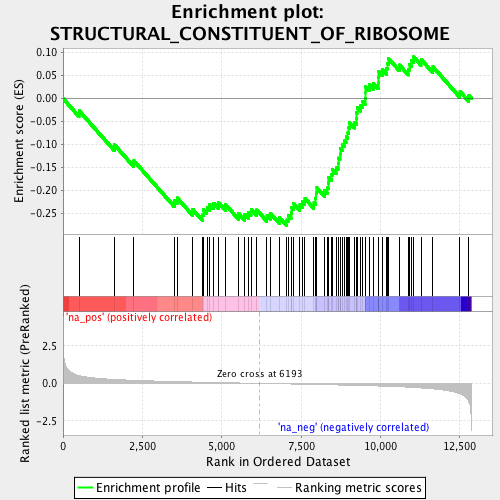 Enrichment plot:
STRUCTURAL_CONSTITUENT_OF_RIBOSOME
Enrichment score (ES)
0.10
0.05
0.00
-0.05
-0.10
-0.15
-0.20
-0.25
'na_pos' (positively correlated)
Ranked list metric (PreRanked)
2.5
0.0
-2.5
Zero cross at 6193
'na_neg' (negatively correlated)
0
2,500
5,000
7,500
10,000
12,500
Rank in Ordered Dataset
Enrichment profile
Hits
Ranking metric scores